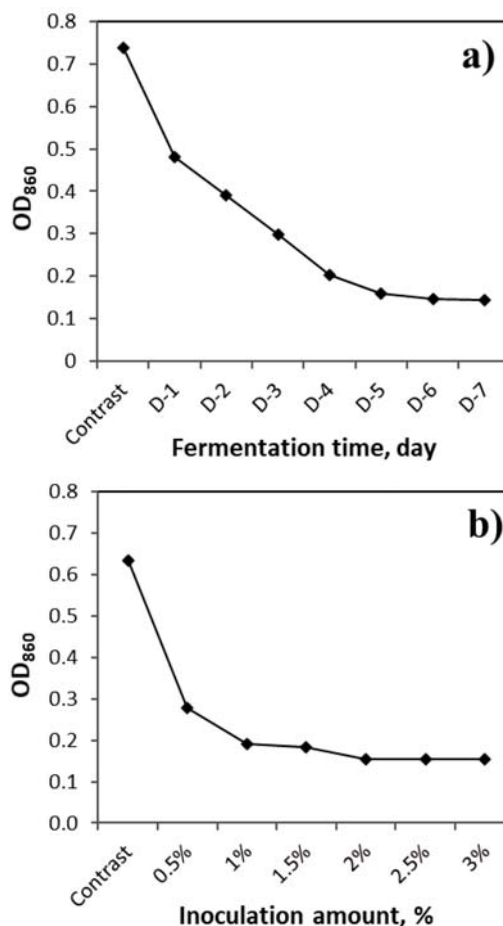 a)
0.8
0.7
0.6
0.5
0.4
0.3
0.2
0.1
0
OD860
Contrast
D-1
D-2
D-3
D-4
D-5
D-6
D-7
Fermentation time, day
b)
0.8
0.7
0.6
0.5
0.4
0.3
0.2
0.1
0.0
OD860
Contrast
0.5%
1%
1.5%
2%
2.5%
3%
Inoculation amount, %